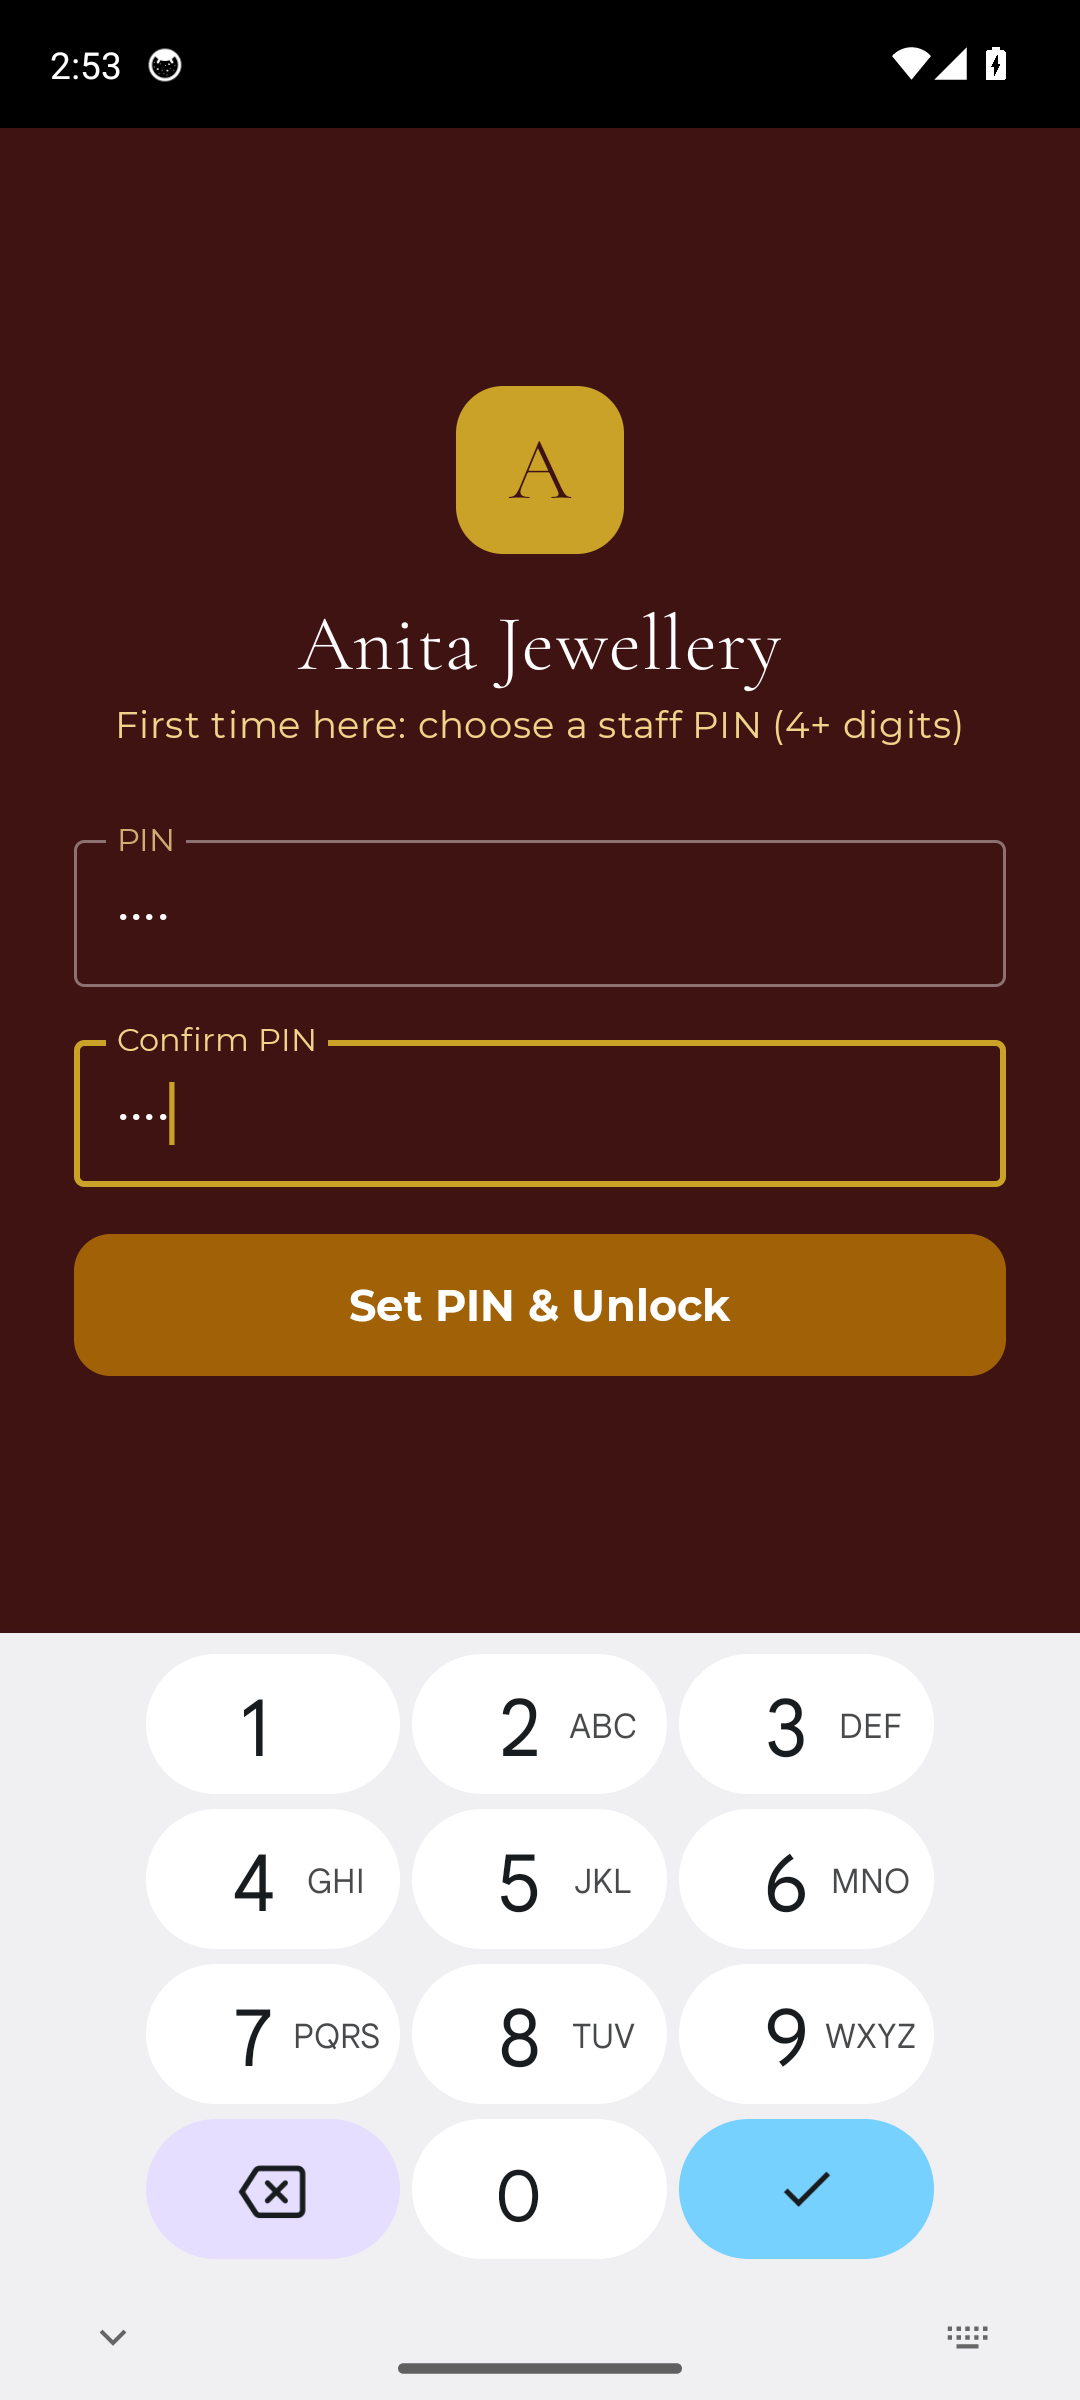 2:53
A
Anita Jewellery
First time here: choose a staff PIN (4+ digits)
PIN
••••
Confirm PIN
••••
Set PIN & Unlock
1
2 ABC
3 DEF
4 GHI
5 JKL
6 MNO
7 PQRS
8 TUV
9 WXYZ
0